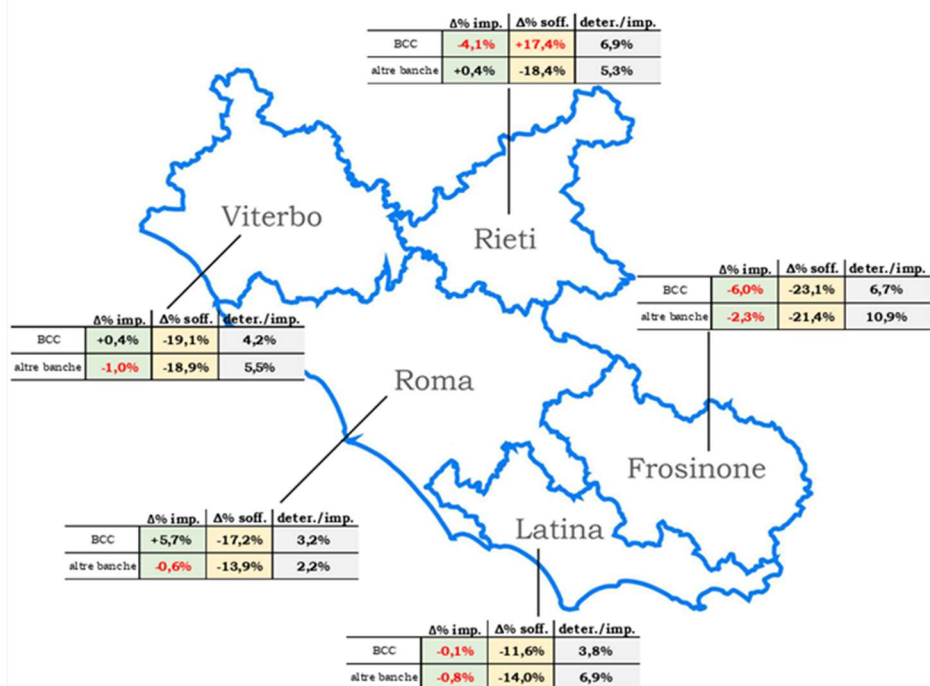 Δ% imp. Δ% soff. deter./imp.
BCC -4,1% +17,4% 6,9%
altre banche +0,4% -18,4% 5,3%
Viterbo
Rieti
Δ% imp. Δ% soff. deter./imp.
BCC -6,0% -23,1% 6,7%
altre banche -2,3% -21,4% 10,9%
Δ% imp. Δ% soff. deter./imp.
BCC +0,4% -19,1% 4,2%
altre banche -1,0% -18,9% 5,5%
Roma
Frosinone
Latina
Δ% imp. Δ% soff. deter./imp.
BCC +5,7% -17,2% 3,2%
altre banche -0,6% -13,9% 2,2%
Δ% imp. Δ% soff. deter./imp.
BCC -0,1% -11,6% 3,8%
altre banche -0,8% -14,0% 6,9%